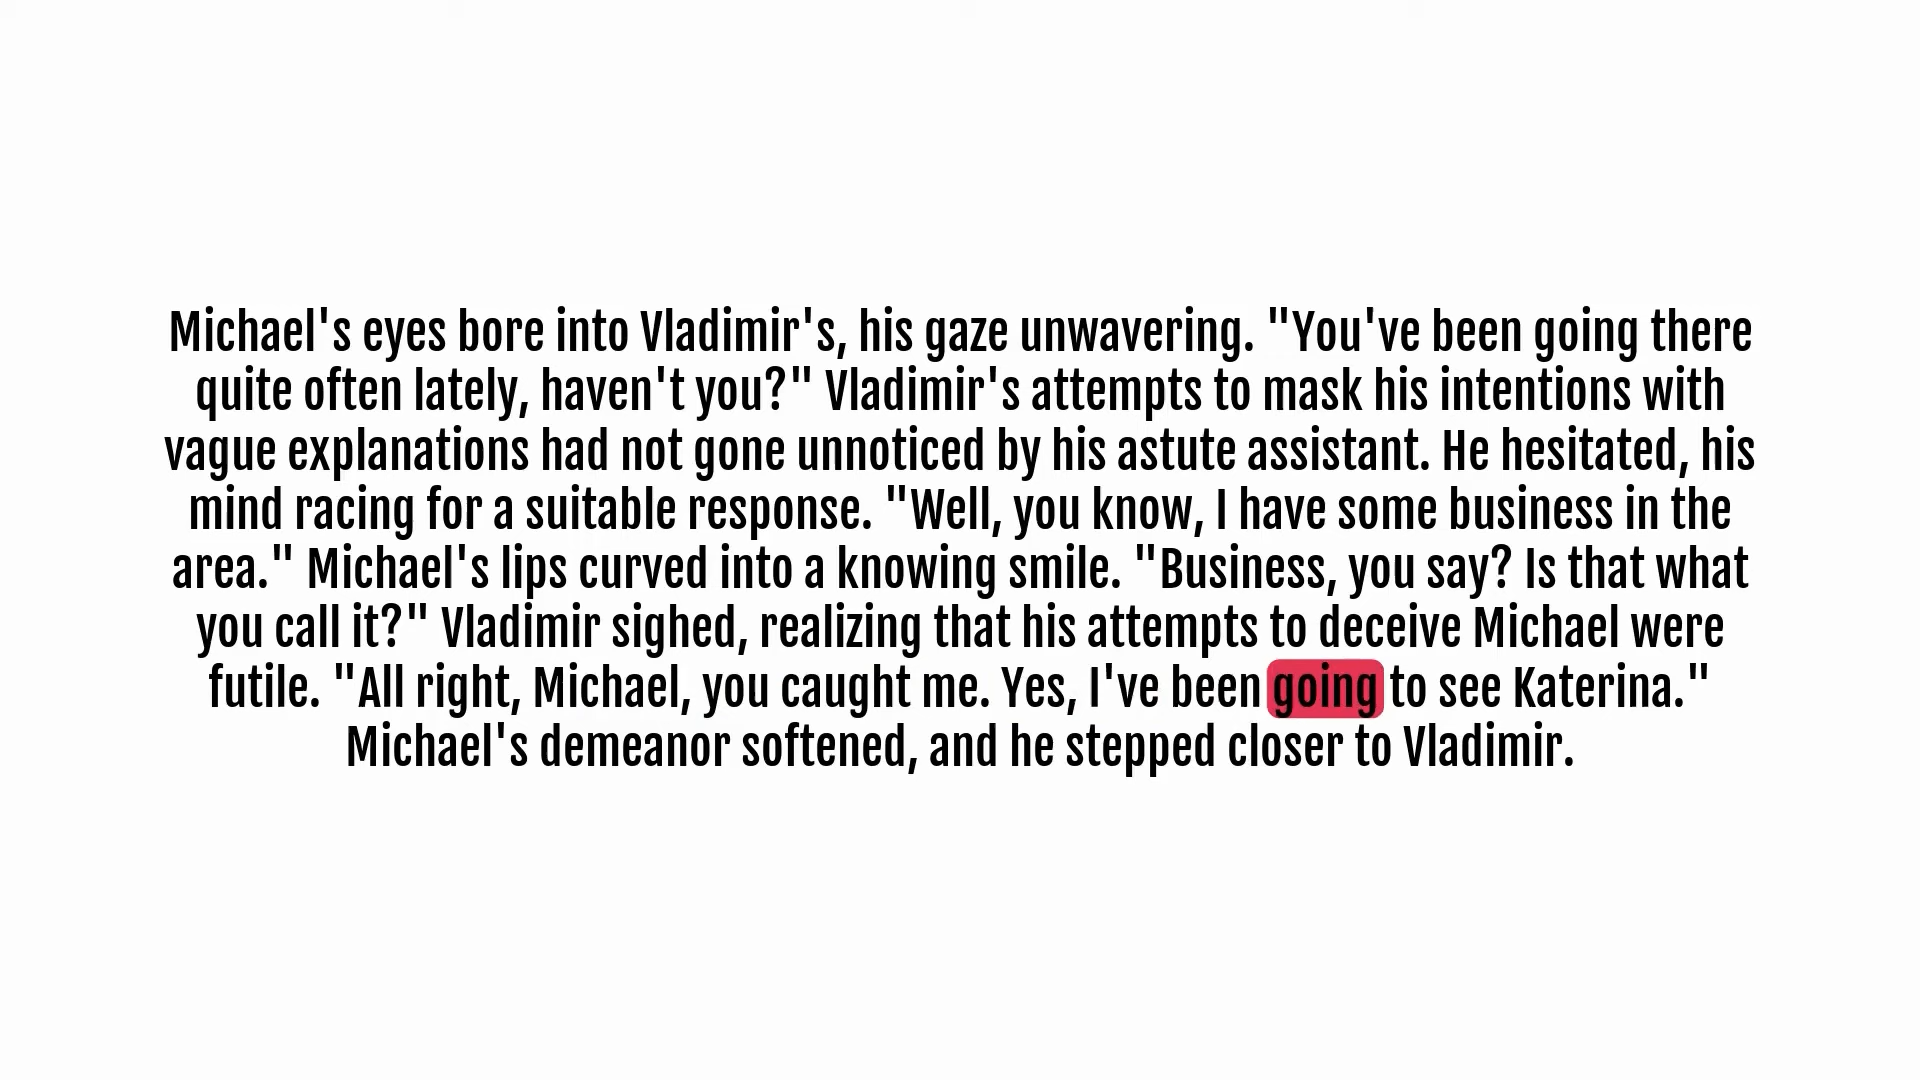 Michael's eyes bore into Vladimir's, his gaze unwavering. "You've been going there
quite often lately, haven't you?" Vladimir's attempts to mask his intentions with
vague explanations had not gone unnoticed by his astute assistant. He hesitated, his
mind racing for a suitable response. "Well, you know, I have some business in the
area." Michael's lips curved into a knowing smile. "Business, you say? Is that what
you call it?" Vladimir sighed, realizing that his attempts to deceive Michael were
futile. "All right, Michael, you caught me. Yes, I've been going to see Katerina."
Michael's demeanor softened, and he stepped closer to Vladimir.